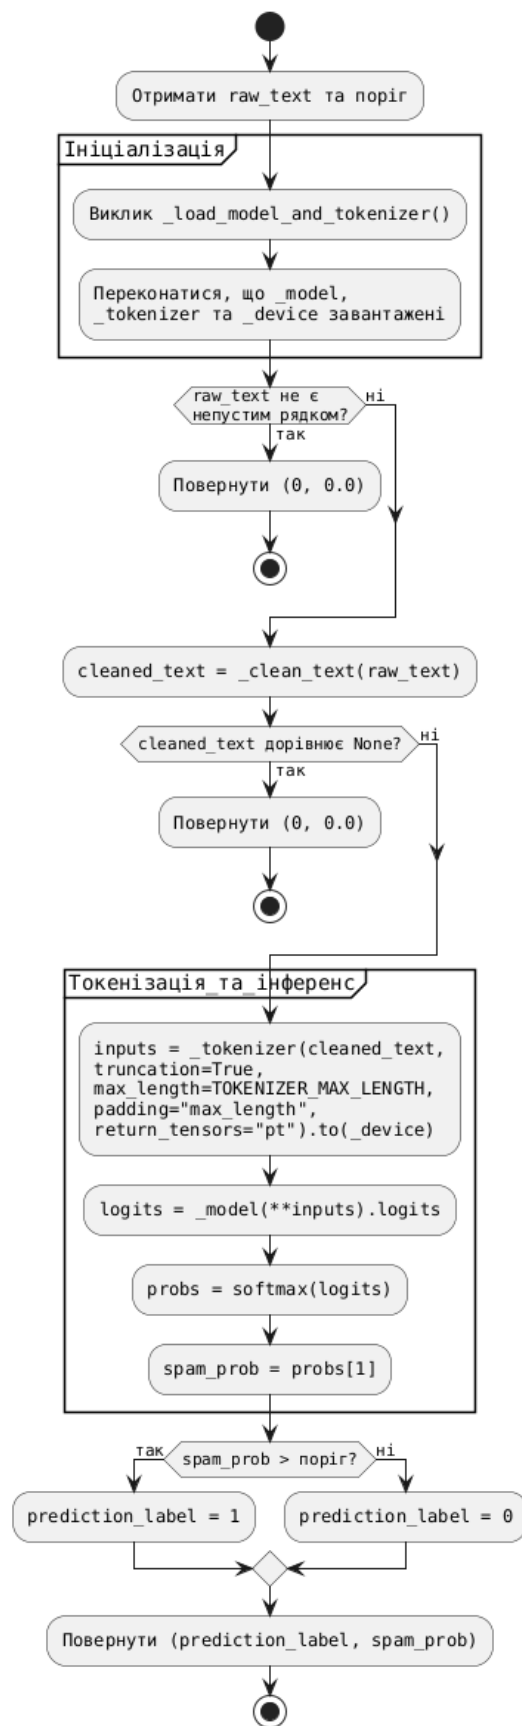 Отримати raw_text та поріг
Ініціалізація
Виклик _load_model_and_tokenizer()
Переконатися, що _model,
_tokenizer та _device завантажені
raw_text не є
непустим рядком?
ні
так
Повернути (0, 0.0)
cleaned_text = _clean_text(raw_text)
cleaned_text дорівнює None?
ні
так
Повернути (0, 0.0)
Токенізація_та_інференс
inputs = _tokenizer(cleaned_text,
truncation=True,
max_length=TOKENIZER_MAX_LENGTH,
padding="max_length",
return_tensors="pt").to(_device)
logits = _model(**inputs).logits
probs = softmax(logits)
spam_prob = probs[1]
так
spam_prob > поріг?
ні
prediction_label = 1
prediction_label = 0
Повернути (prediction_label, spam_prob)